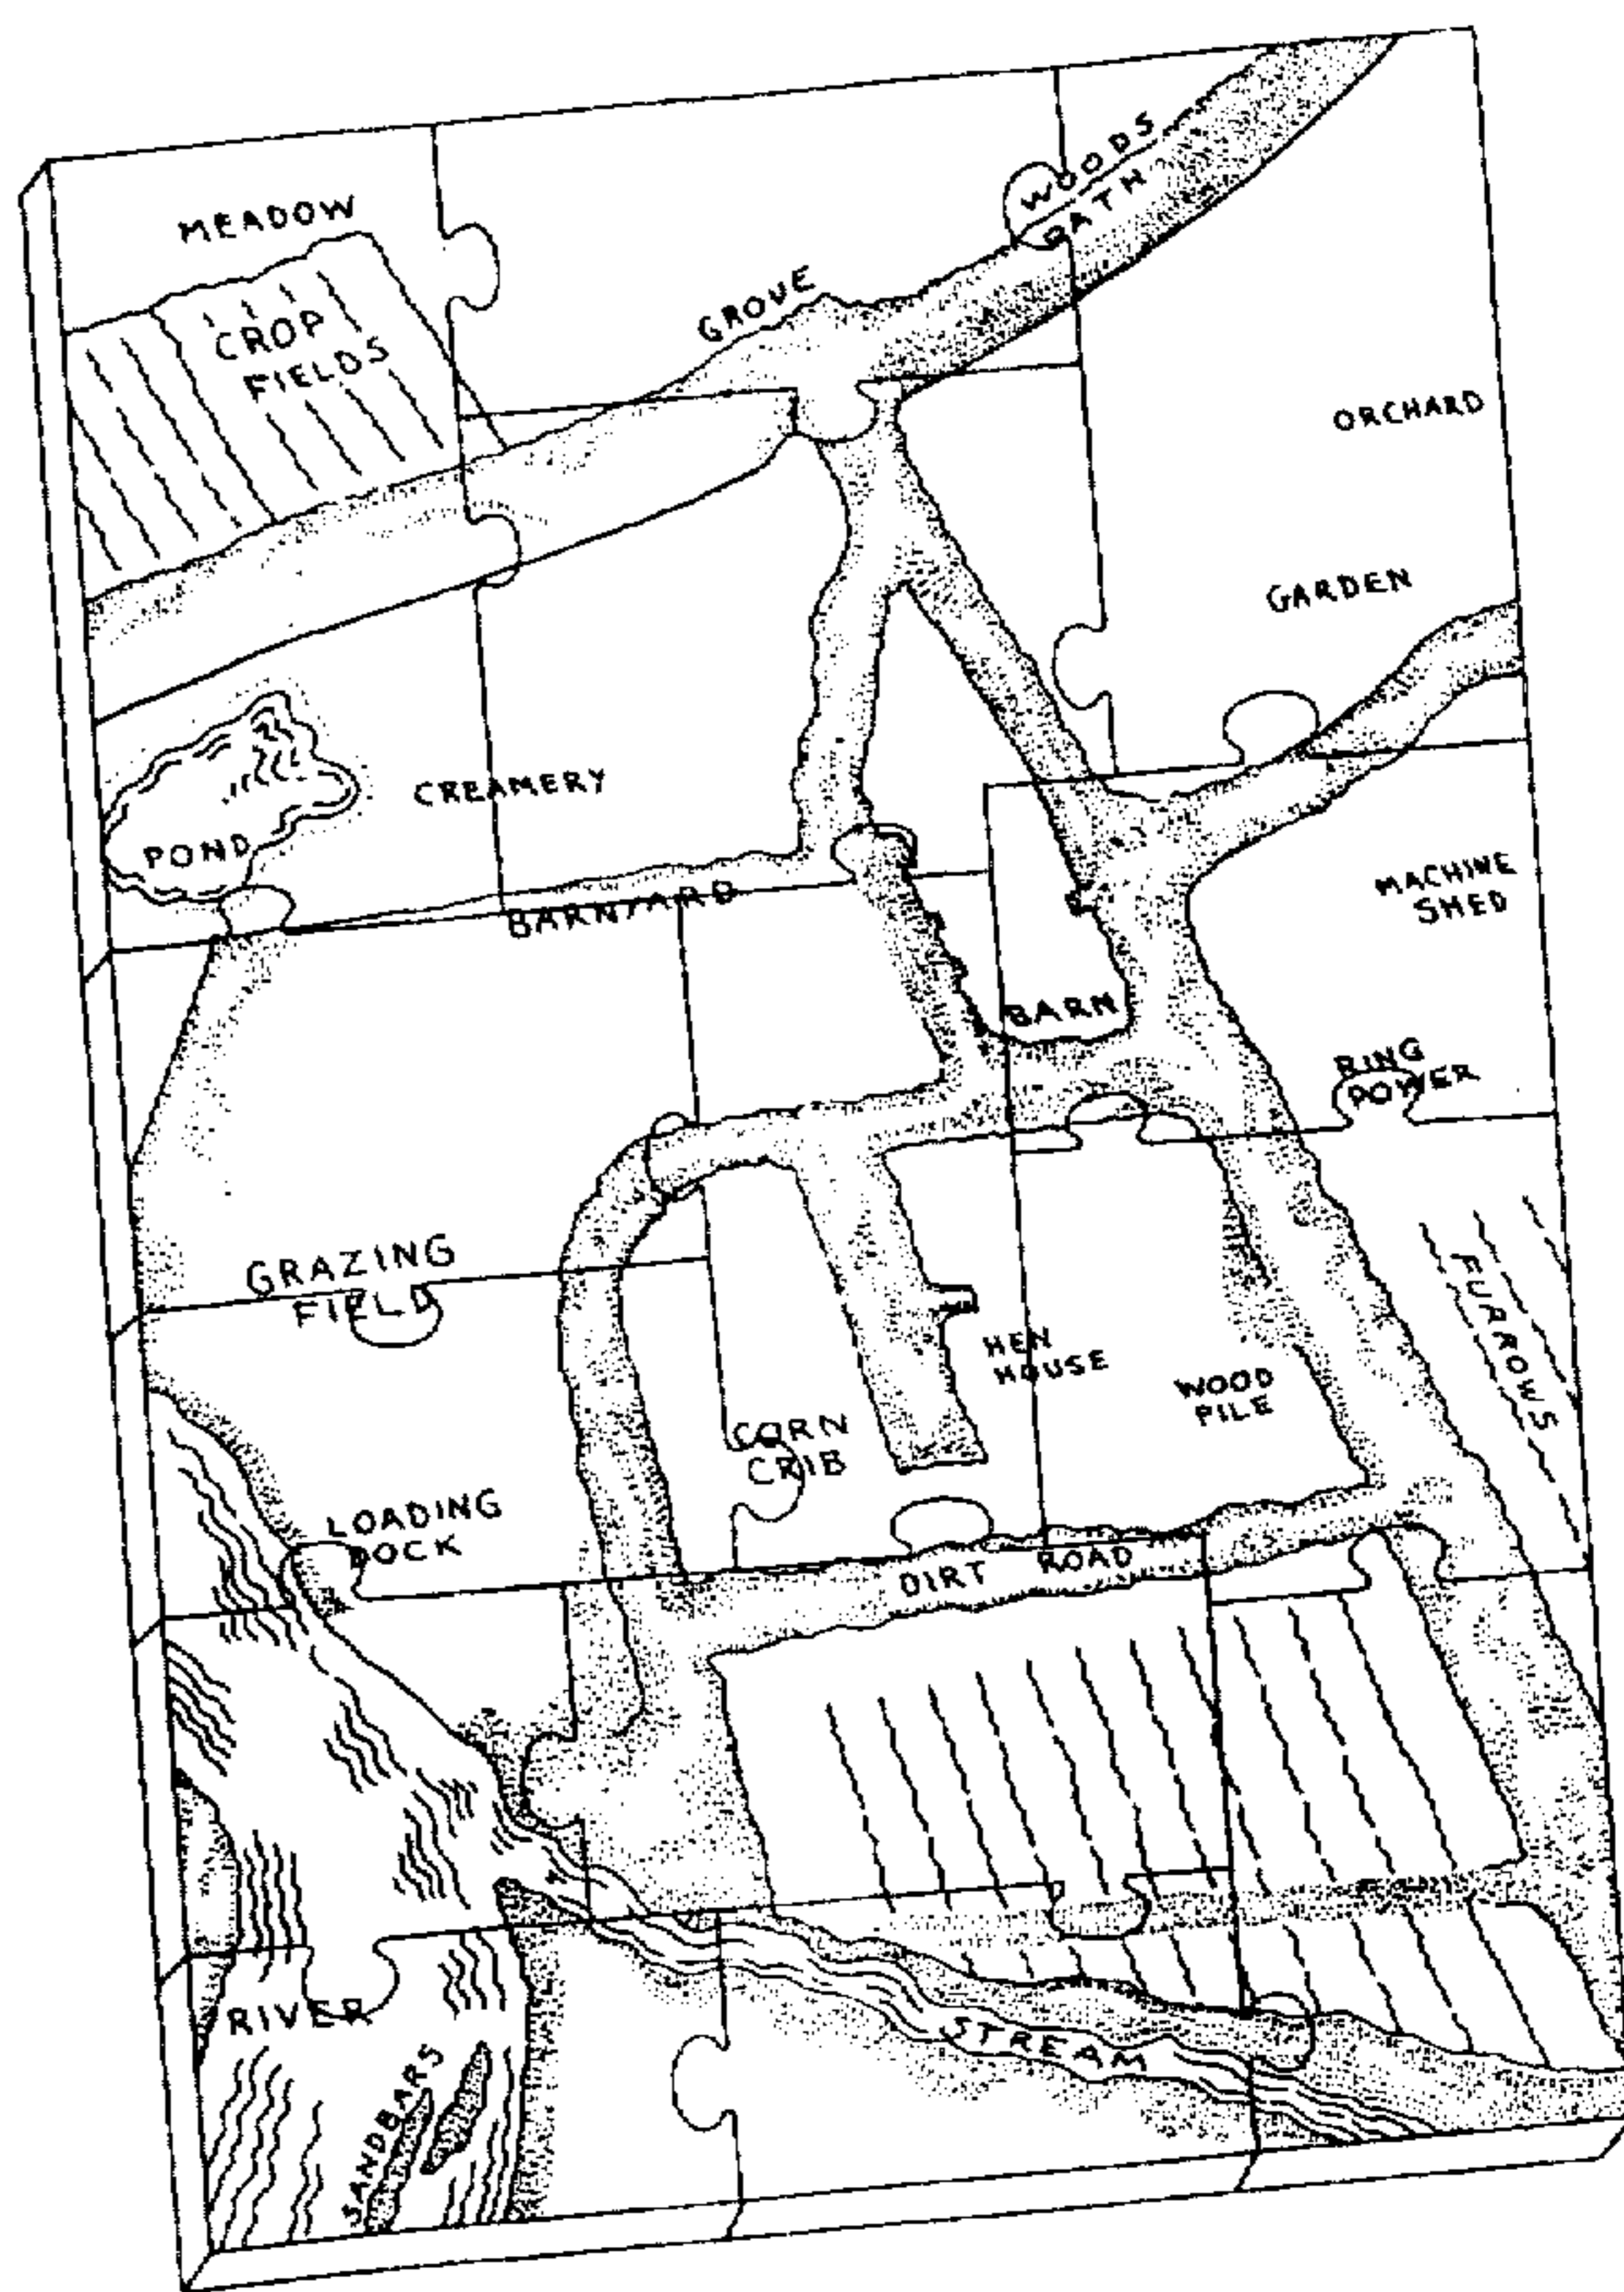 WOODS
PATH
MEADOW
GROVE
CROP
FIELDS
ORCHARD
GARDEN
CREAMERY
POND
MACHINE
SHED
BARNYARD
BARN
RING
POWER
GRAZING
FIELD
FURROWS
HEN
HOUSE
WOOD
PILE
CORN
CRIB
LOADING
DOCK
DIRT ROAD
RIVER
STREAM
SANDBARS